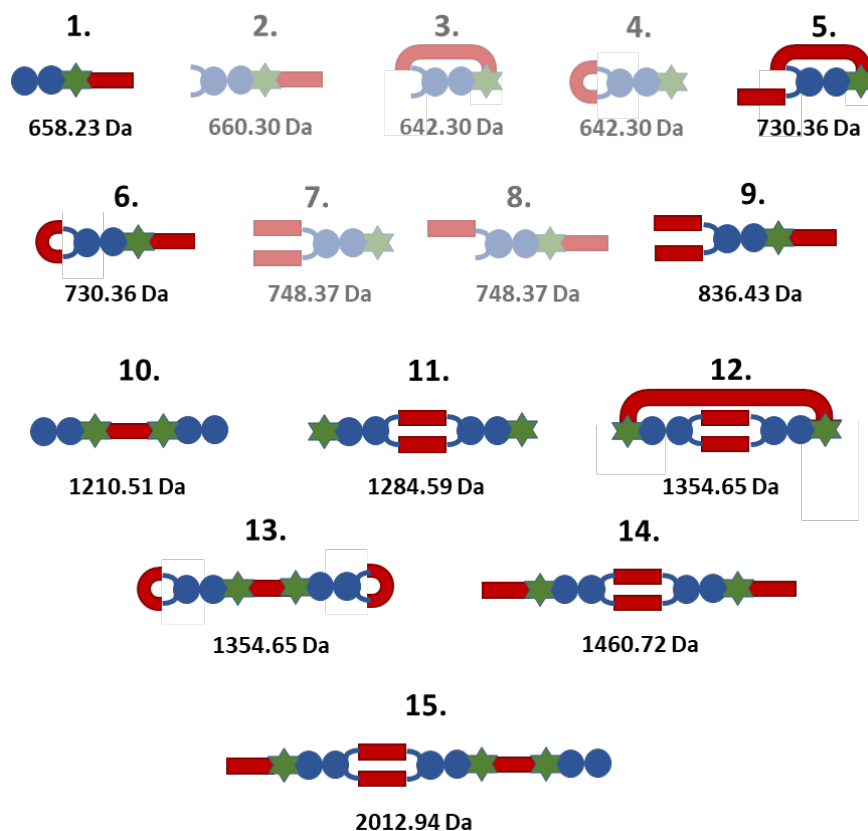 1.
2.
3.
4.
5.
658.23 Da
660.30 Da
642.30 Da
642.30 Da
730.36 Da
6.
7.
8.
9.
730.36 Da
748.37 Da
748.37 Da
836.43 Da
10.
11.
12.
1210.51 Da
1284.59 Da
1354.65 Da
13.
14.
1354.65 Da
1460.72 Da
15.
2012.94 Da